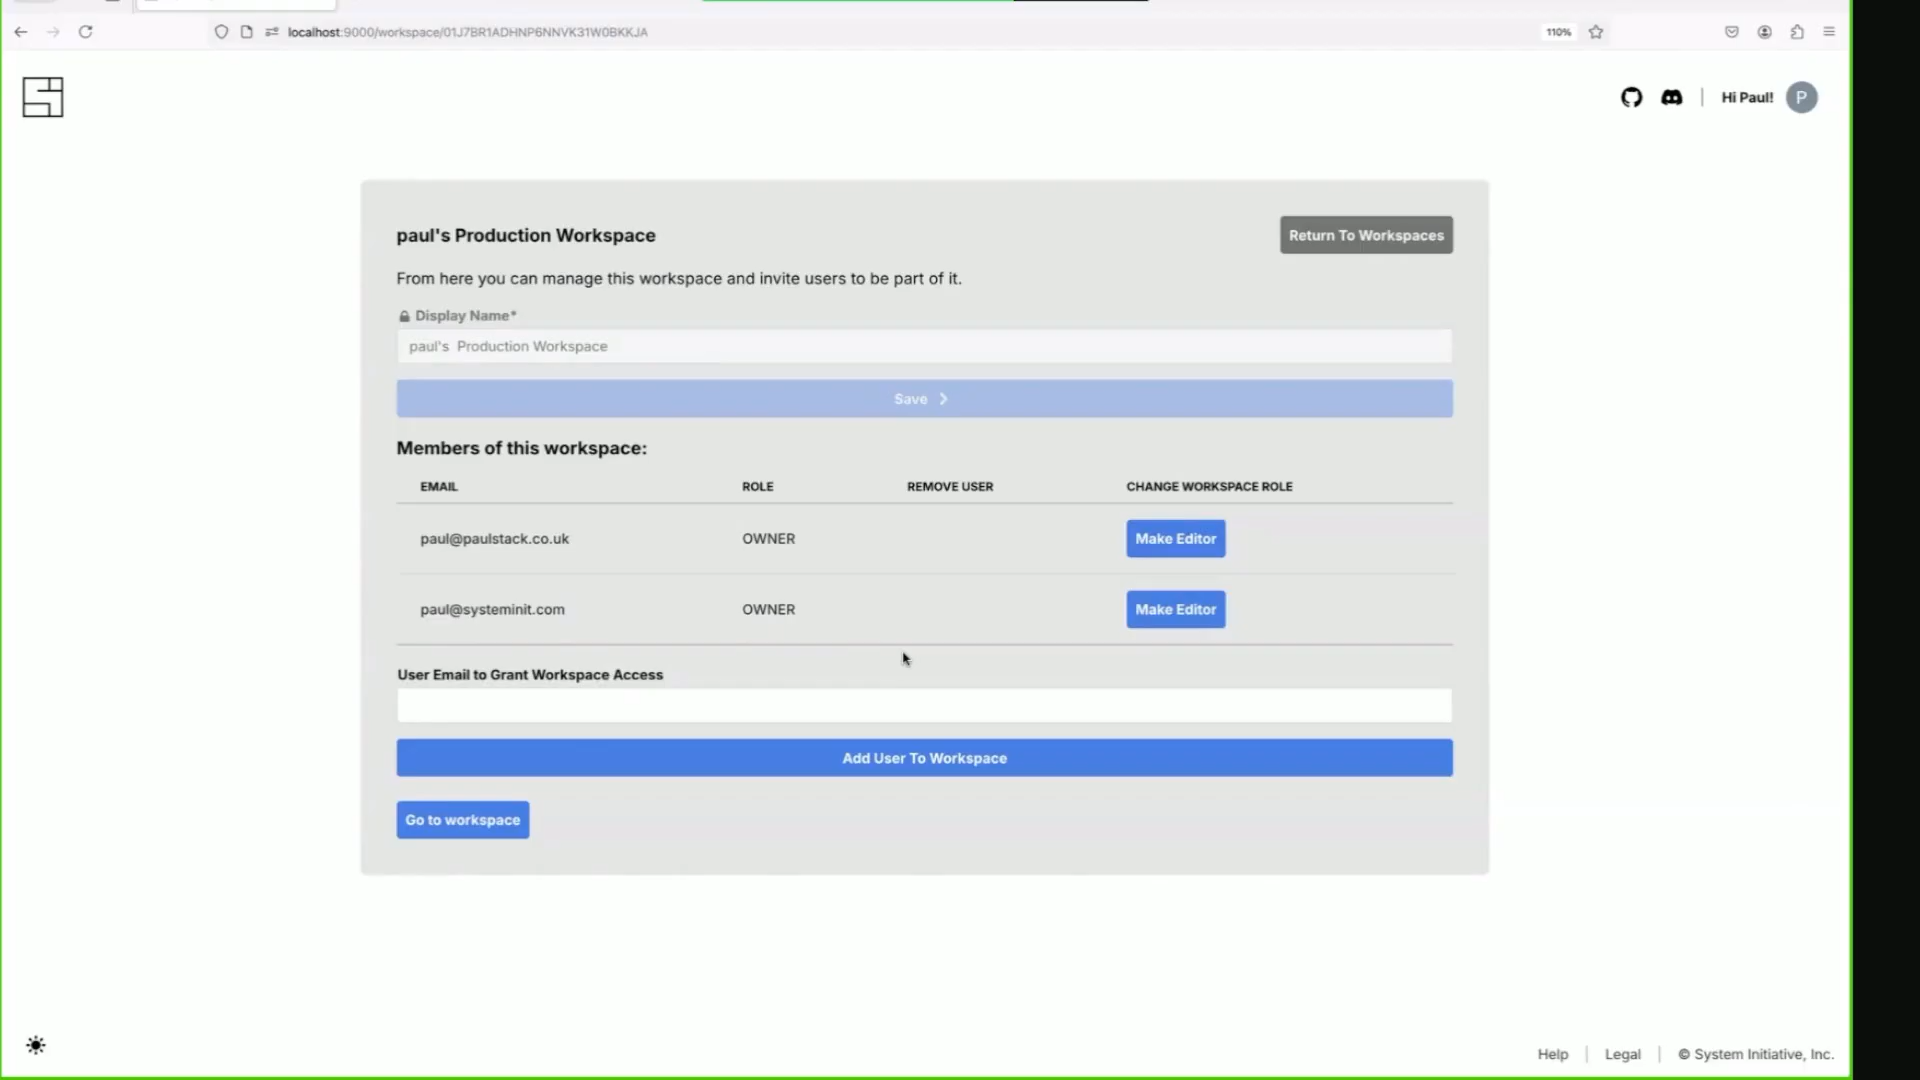 localhost:9000/workspace/01J7BR1ADHNP6NNVK31W0BKKJA
110%
Hi Paul!
P
paul's Production Workspace
Return To Workspaces
From here you can manage this workspace and invite users to be part of it.
Display Name*
paul's  Production Workspace
Save
Members of this workspace:
EMAIL ROLE REMOVE USER CHANGE WORKSPACE ROLE
paul@paulstack.co.uk OWNER Make Editor
paul@systeminit.com OWNER Make Editor
User Email to Grant Workspace Access
Add User To Workspace
Go to workspace
Help | Legal | © System Initiative, Inc.